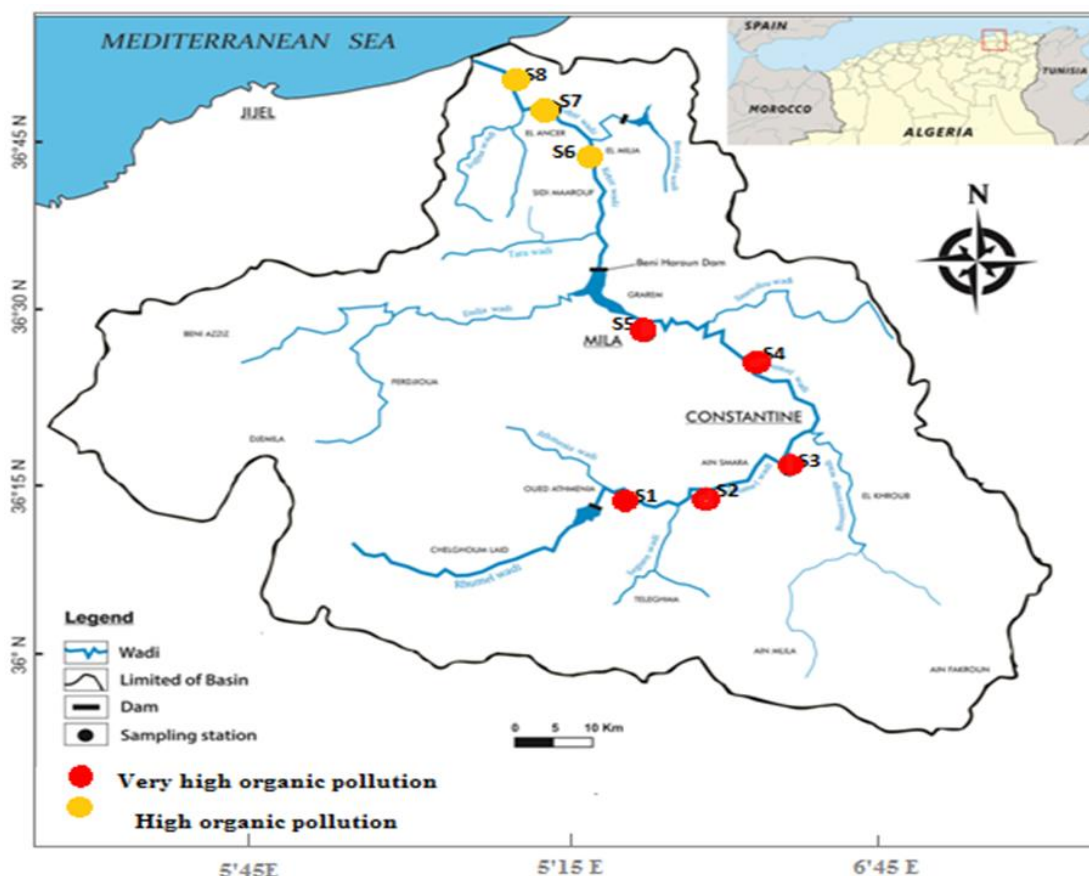 MEDITERRANEAN SEA
SPAIN
TUNISIA
MOROCCO
ALGERIA
JIJEL
S8
S7
EL ANCER
S6
EL MILIA
SIDI MAAROUF
N
Beni Haroun Dam
GRAREM
BENI AZZIZ
S5
MILA
S4
FERDJIOUA
CONSTANTINE
DJEMILA
AIN SMARA
S3
OUED ATHMENIA
S1
S2
EL KHROUB
CHELGHOUM LAID
Rhumel wadi
TELEGHMA
AIN MLILA
AIN FAKROUN
36°45 N
36°30 N
36°15 N
36° N
Legend
Wadi
Limited of Basin
Dam
Sampling station
0 5 10 Km
Very high organic pollution
High organic pollution
5'45E
5'15 E
6'45 E